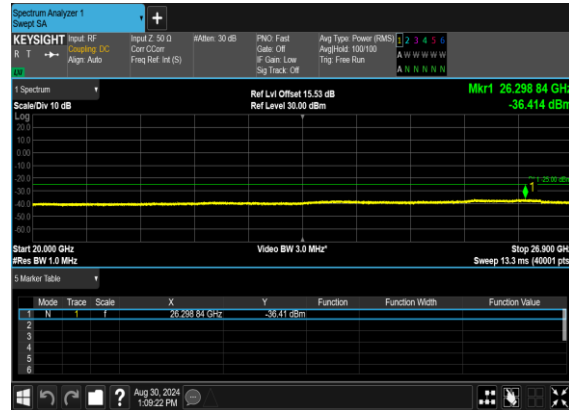 Spectrum Analyzer 1
Swept SA
+
KEYSIGHT Input: RF Input Z: 50 Ω #Atten: 30 dB PNO: Fast Avg Type: Power (RMS) 1 2 3 4 5 6
R T Coupling: DC Corr CCorr Gate: Off Avg|Hold: 100/100 A W W W W W
Align: Auto Freq Ref: Int (S) IF Gain: Low Trig: Free Run
LW Sig Track: Off A N N N N N
1 Spectrum Ref Lvl Offset 15.53 dB Mkr1 26.298 84 GHz
Scale/Div 10 dB Ref Level 30.00 dBm -36.414 dBm
Log
20.0
10.0
0.00
-10.0
-20.0
-25.00 dBm
-30.0
1
-40.0
-50.0
-60.0
Start 20.000 GHz Video BW 3.0 MHz* Stop 26.900 GHz
#Res BW 1.0 MHz Sweep 13.3 ms (40001 pts)
5 Marker Table
Mode Trace Scale X Y Function Function Width Function Value
1 N 1 f 26.298 84 GHz -36.41 dBm
2
3
4
5
6
? Aug 30, 2024
1:09:22 PM